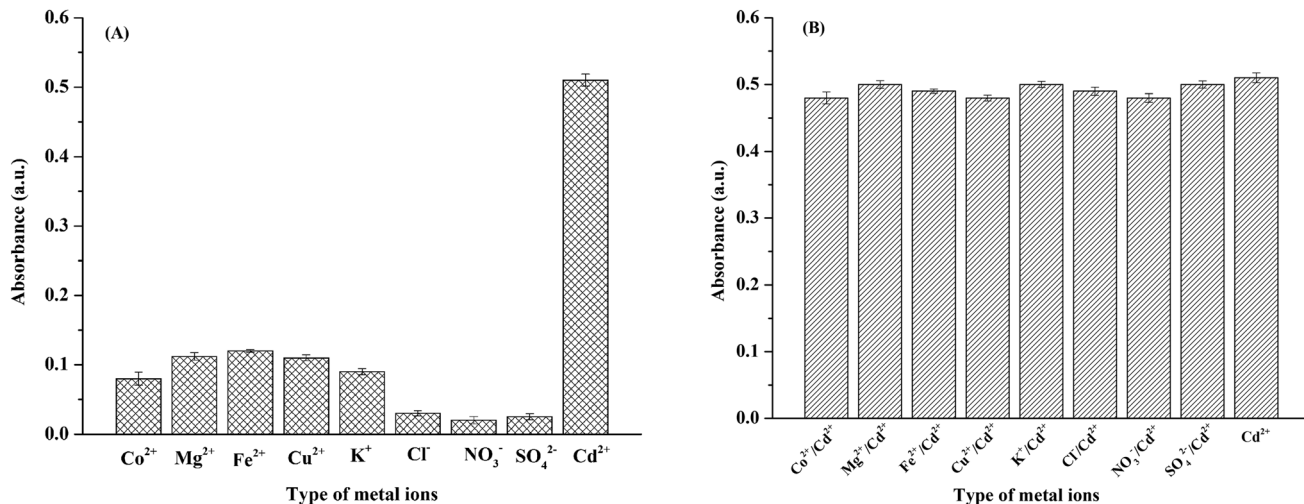 (A)
Absorbance (a.u.)
0.6
0.5
0.4
0.3
0.2
0.1
0.0
Co²⁺ Mg²⁺ Fe²⁺ Cu²⁺ K⁺ Cl⁻ NO₃⁻ SO₄²⁻ Cd²⁺
Type of metal ions
(B)
Absorbance (a.u.)
0.6
0.5
0.4
0.3
0.2
0.1
0.0
Co²⁺/Cd²⁺ Mg²⁺/Cd²⁺ Fe²⁺/Cd²⁺ Cu²⁺/Cd²⁺ K⁺/Cd²⁺ Cl⁻/Cd²⁺ NO₃⁻/Cd²⁺ SO₄²⁻/Cd²⁺ Cd²⁺
Type of metal ions